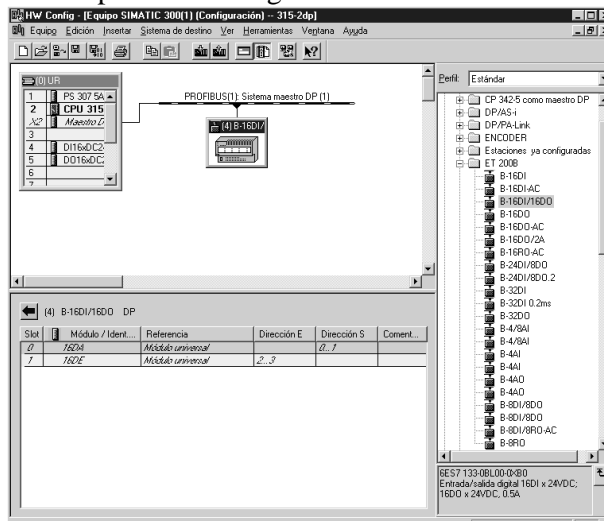 HW Config - [Equipo SIMATIC 300(1) (Configuración) -- 315-2dp]
Equipo Edición Insertar Sistema de destino Ver Herramientas Ventana Ayuda
(0) UR
1 PS 307 5A
2 CPU 315
X2 Maestro D
3
4 DI16xDC2
5 DO16xDC
6
7
PROFIBUS(1): Sistema maestro DP (1)
(4) B-16DI/
Perfil: Estándar
CP 342-5 como maestro DP
DP/AS-i
DP/PA-Link
ENCODER
Estaciones ya configuradas
ET 200B
B-16DI
B-16DI-AC
B-16DI/16DO
B-16DO
B-16DO-AC
B-16DO/2A
B-16RO-AC
B-24DI/8DO
B-24DI/8DO.2
B-32DI
B-32DI 0.2ms
B-32DO
B-4/8AI
B-4/8AI
B-4AI
B-4AI
B-4AO
B-4AO
B-8DI/8DO
B-8DI/8DO
B-8DI/8RO-AC
B-8RO
(4) B-16DI/16DO DP
Slot Módulo / Ident... Referencia Dirección E Dirección S Coment...
0 16DA Módulo universal 0...1
1 16DE Módulo universal 2...3
6ES7 133-0BL00-0XB0
Entrada/salida digital 16DI x 24VDC;
16DO x 24VDC, 0.5A